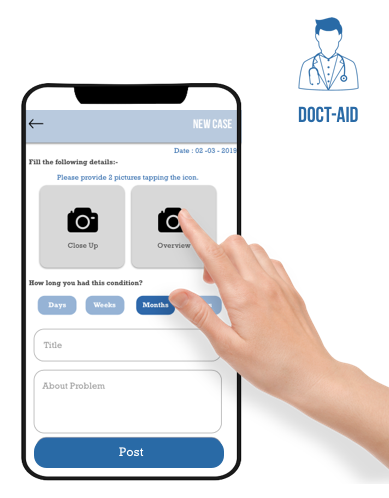 DOCT-AID
NEW CASE
Date : 02 -03 - 2019
Fill the following details:-
Please provide 2 pictures tapping the icon.
Close Up
Overview
How long you had this condition?
Days
Weeks
Months
Title
About Problem
Post